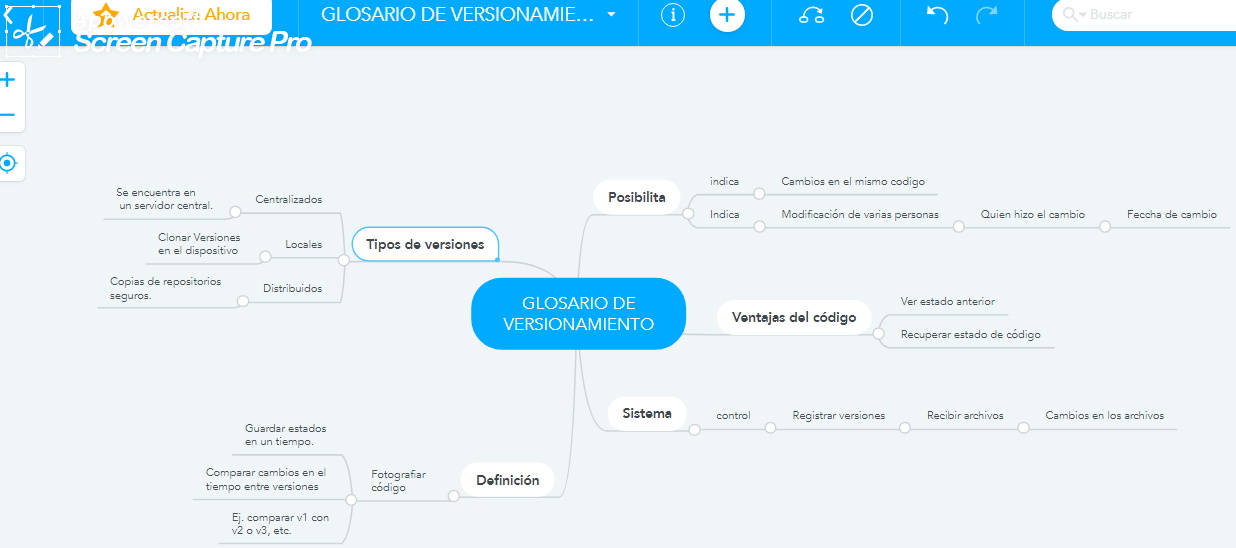 Actualiza Ahora
GLOSARIO DE VERSIONAMIE...
Buscar
Screen Capture Pro
Se encuentra en
un servidor central.
Centralizados
Clonar Versiones
en el dispositivo
Locales
Copias de repositorios
seguros.
Distribuidos
Tipos de versiones
GLOSARIO DE
VERSIONAMIENTO
Posibilita
indica
Cambios en el mismo codigo
Indica
Modificación de varias personas
Quien hizo el cambio
Feccha de cambio
Ventajas del código
Ver estado anterior
Recuperar estado de código
Sistema
control
Registrar versiones
Recibir archivos
Cambios en los archivos
Guardar estados
en un tiempo.
Comparar cambios en el
tiempo entre versiones
Ej. comparar v1 con
v2 o v3, etc.
Fotografiar
código
Definición